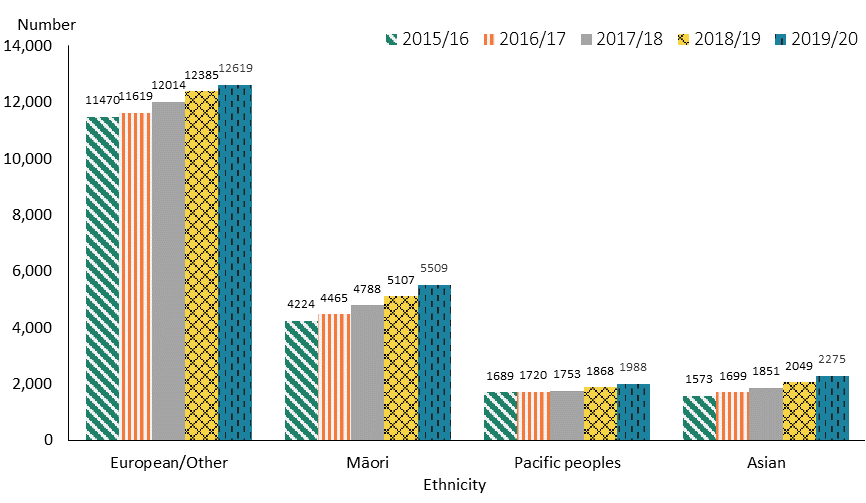 Number
2015/16 2016/17 2017/18 2018/19 2019/20
14,000
12,000
10,000
8,000
6,000
4,000
2,000
0
11470 11619 12014 12385 12619
4224 4465 4788 5107 5509
1689 1720 1753 1868 1988
1573 1699 1851 2049 2275
European/Other Māori Pacific peoples Asian
Ethnicity